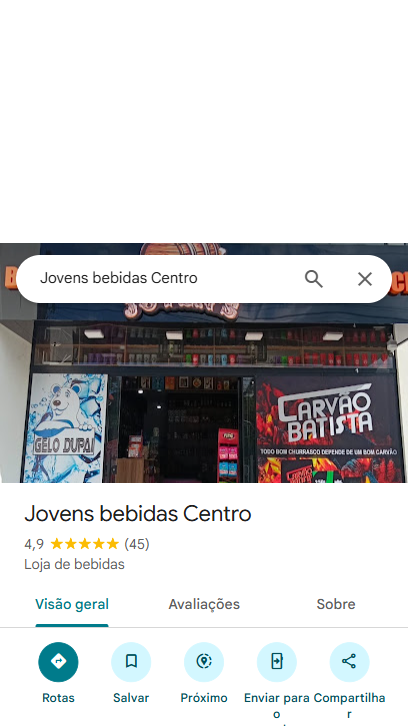 Jovens bebidas Centro
GELO DUPAI
CARVÃO
BATISTA
TODO BOM CHURRASCO DEPENDE DE UM BOM CARVÃO
Jovens bebidas Centro
4,9 (45)
Loja de bebidas
Visão geral
Avaliações
Sobre
Rotas
Salvar
Próximo
Enviar para
o
Compartilha
r